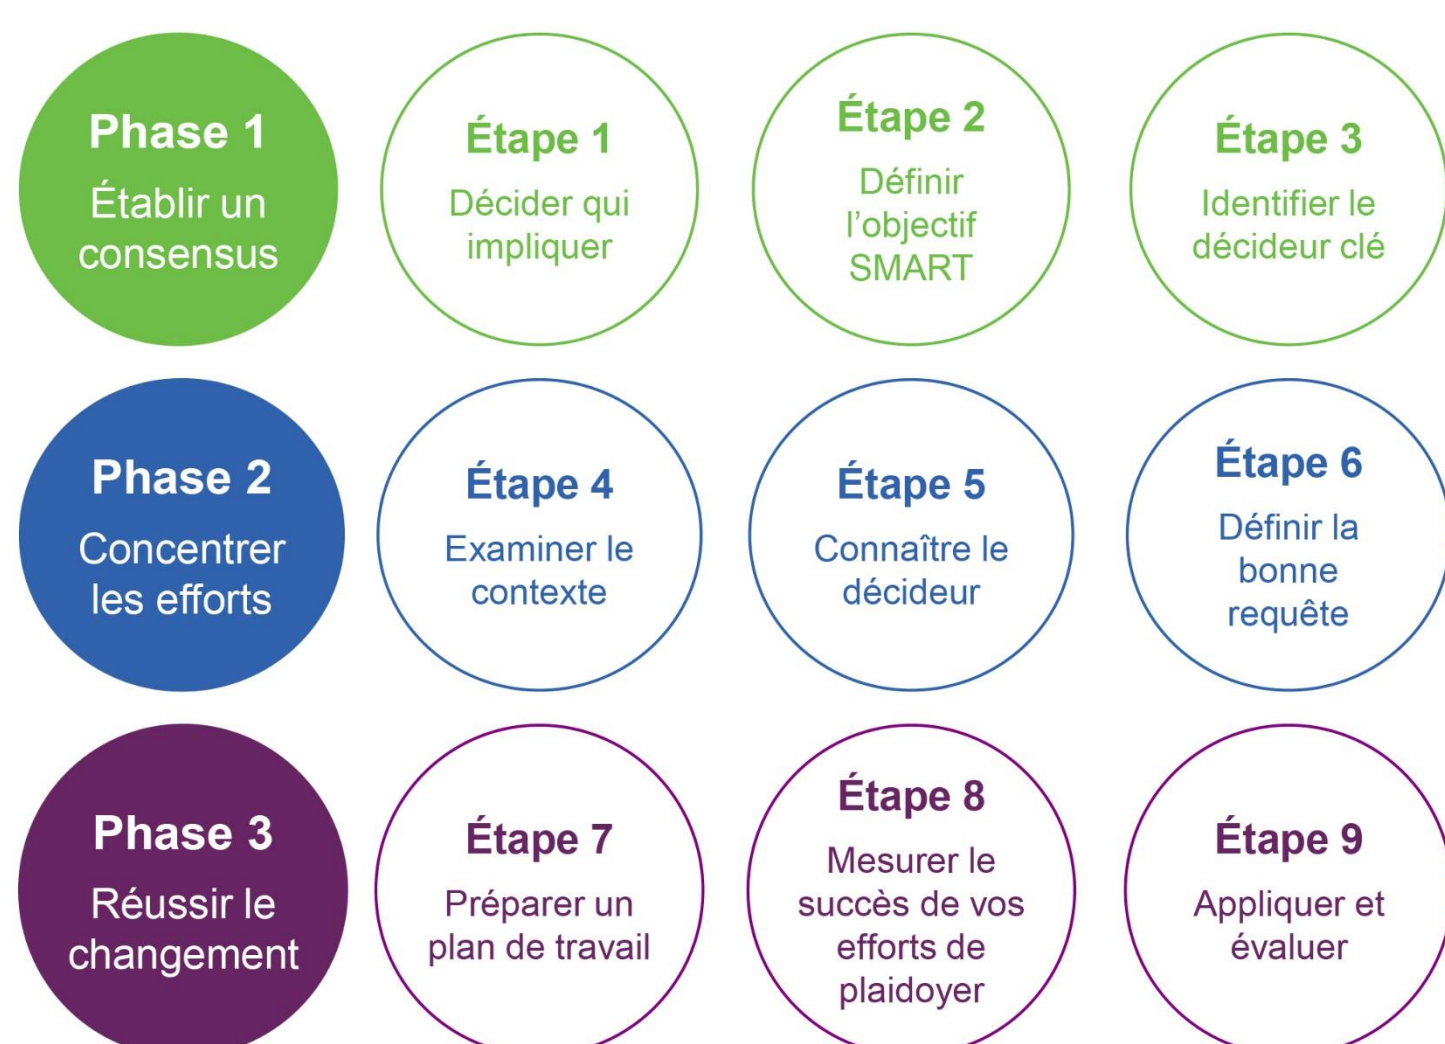 Phase 1
Établir un
consensus
Étape 1
Décider qui
impliquer
Étape 2
Définir
l’objectif
SMART
Étape 3
Identifier le
décideur clé
Phase 2
Concentrer
les efforts
Étape 4
Examiner le
contexte
Étape 5
Connaître le
décideur
Étape 6
Définir la
bonne
requête
Phase 3
Réussir le
changement
Étape 7
Préparer un
plan de travail
Étape 8
Mesurer le
succès de vos
efforts de
plaidoyer
Étape 9
Appliquer et
évaluer